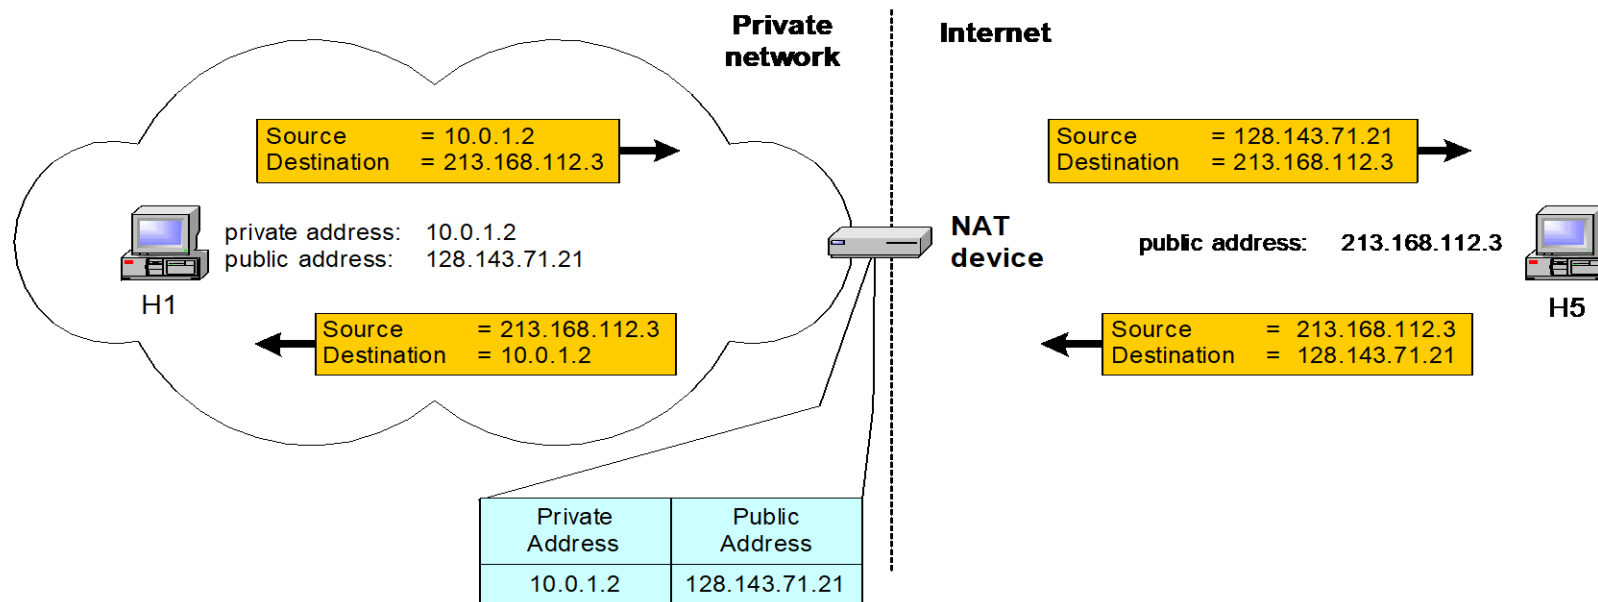 Private
network
Internet
Source = 10.0.1.2
Destination = 213.168.112.3
Source = 128.143.71.21
Destination = 213.168.112.3
private address: 10.0.1.2
public address: 128.143.71.21
H1
NAT
device
public address: 213.168.112.3
H5
Source = 213.168.112.3
Destination = 10.0.1.2
Source = 213.168.112.3
Destination = 128.143.71.21
Private
Address
Public
Address
10.0.1.2
128.143.71.21